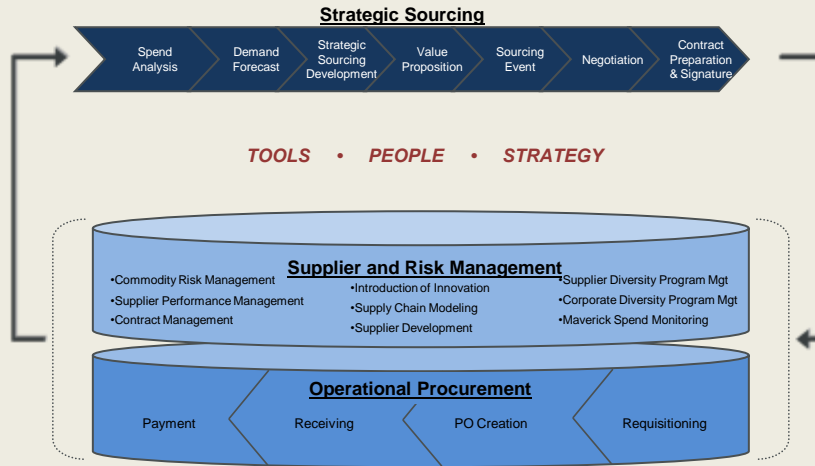 Strategic Sourcing
Spend
Analysis
Demand
Forecast
Strategic
Sourcing
Development
Value
Proposition
Sourcing
Event
Negotiation
Contract
Preparation
& Signature
TOOLS • PEOPLE • STRATEGY
Supplier and Risk Management
•Commodity Risk Management
•Supplier Performance Management
•Contract Management
•Introduction of Innovation
•Supply Chain Modeling
•Supplier Development
•Supplier Diversity Program Mgt
•Corporate Diversity Program Mgt
•Maverick Spend Monitoring
Operational Procurement
Payment
Receiving
PO Creation
Requisitioning